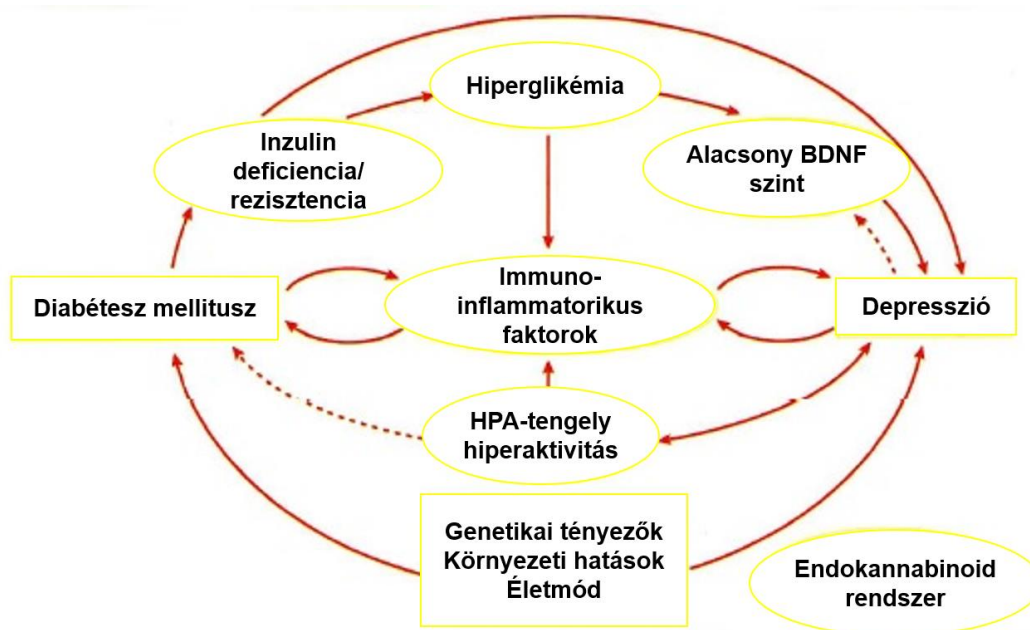 Hiperglikémia
Inzulin
deficiencia/
rezisztencia
Alacsony BDNF
szint
Diabétesz mellitusz
Immuno-
inflammatorikus
faktorok
Depresszió
HPA-tengely
hiperaktivitás
Genetikai tényezők
Környezeti hatások
Életmód
Endokannabinoid
rendszer